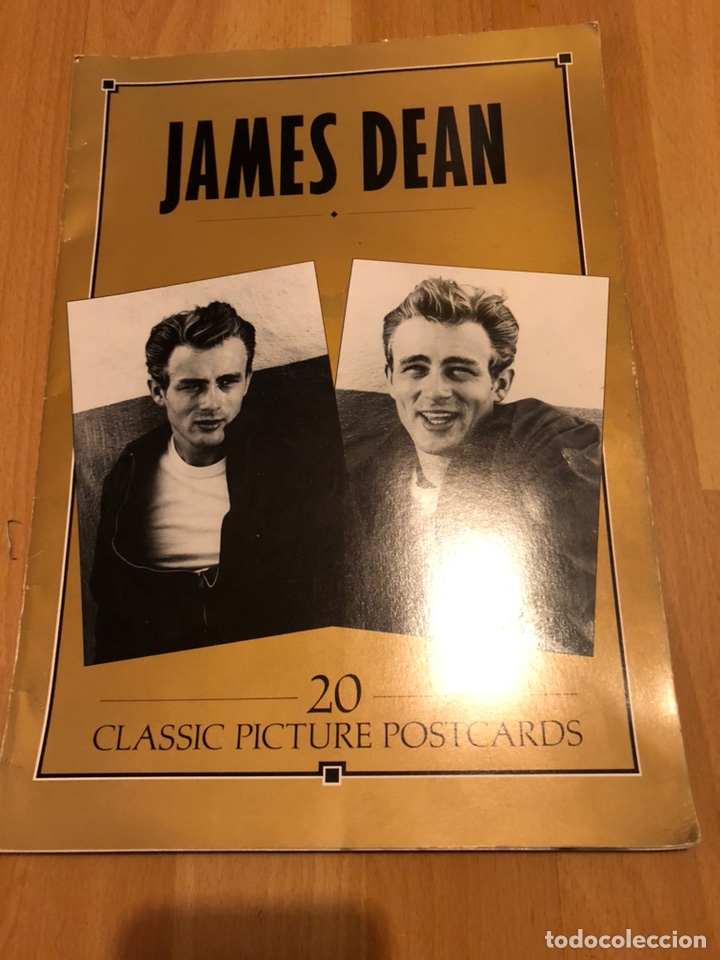 JAMES DEAN
20
CLASSIC PICTURE POSTCARDS
todocoleccion